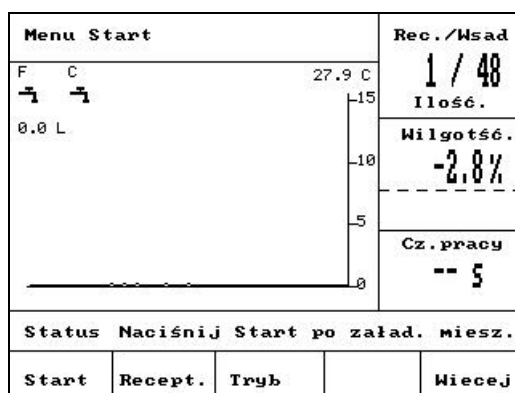 Menu Start
Rec./Wsad
1 / 48
Ilość.
F C
27.9 C
0.0 L
15
10
5
0
Wilgotść.
-2.8%
Cz.pracy
-- s
Status Naciśnij Start po załad. miesz.
Start Recept. Tryb Wiecej